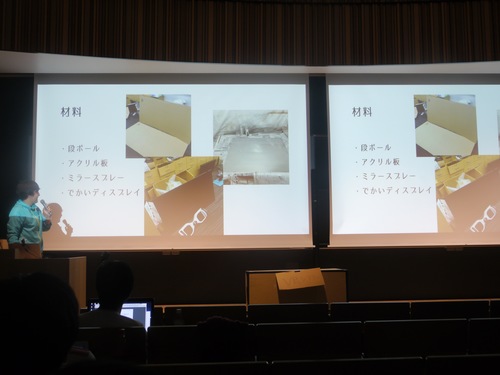 材料
・段ボール
・アクリル板
・ミラースプレー
・でかいディスプレイ
材料
・段ボール
・アクリル板
・ミラースプレー
・でかいディスプレイ